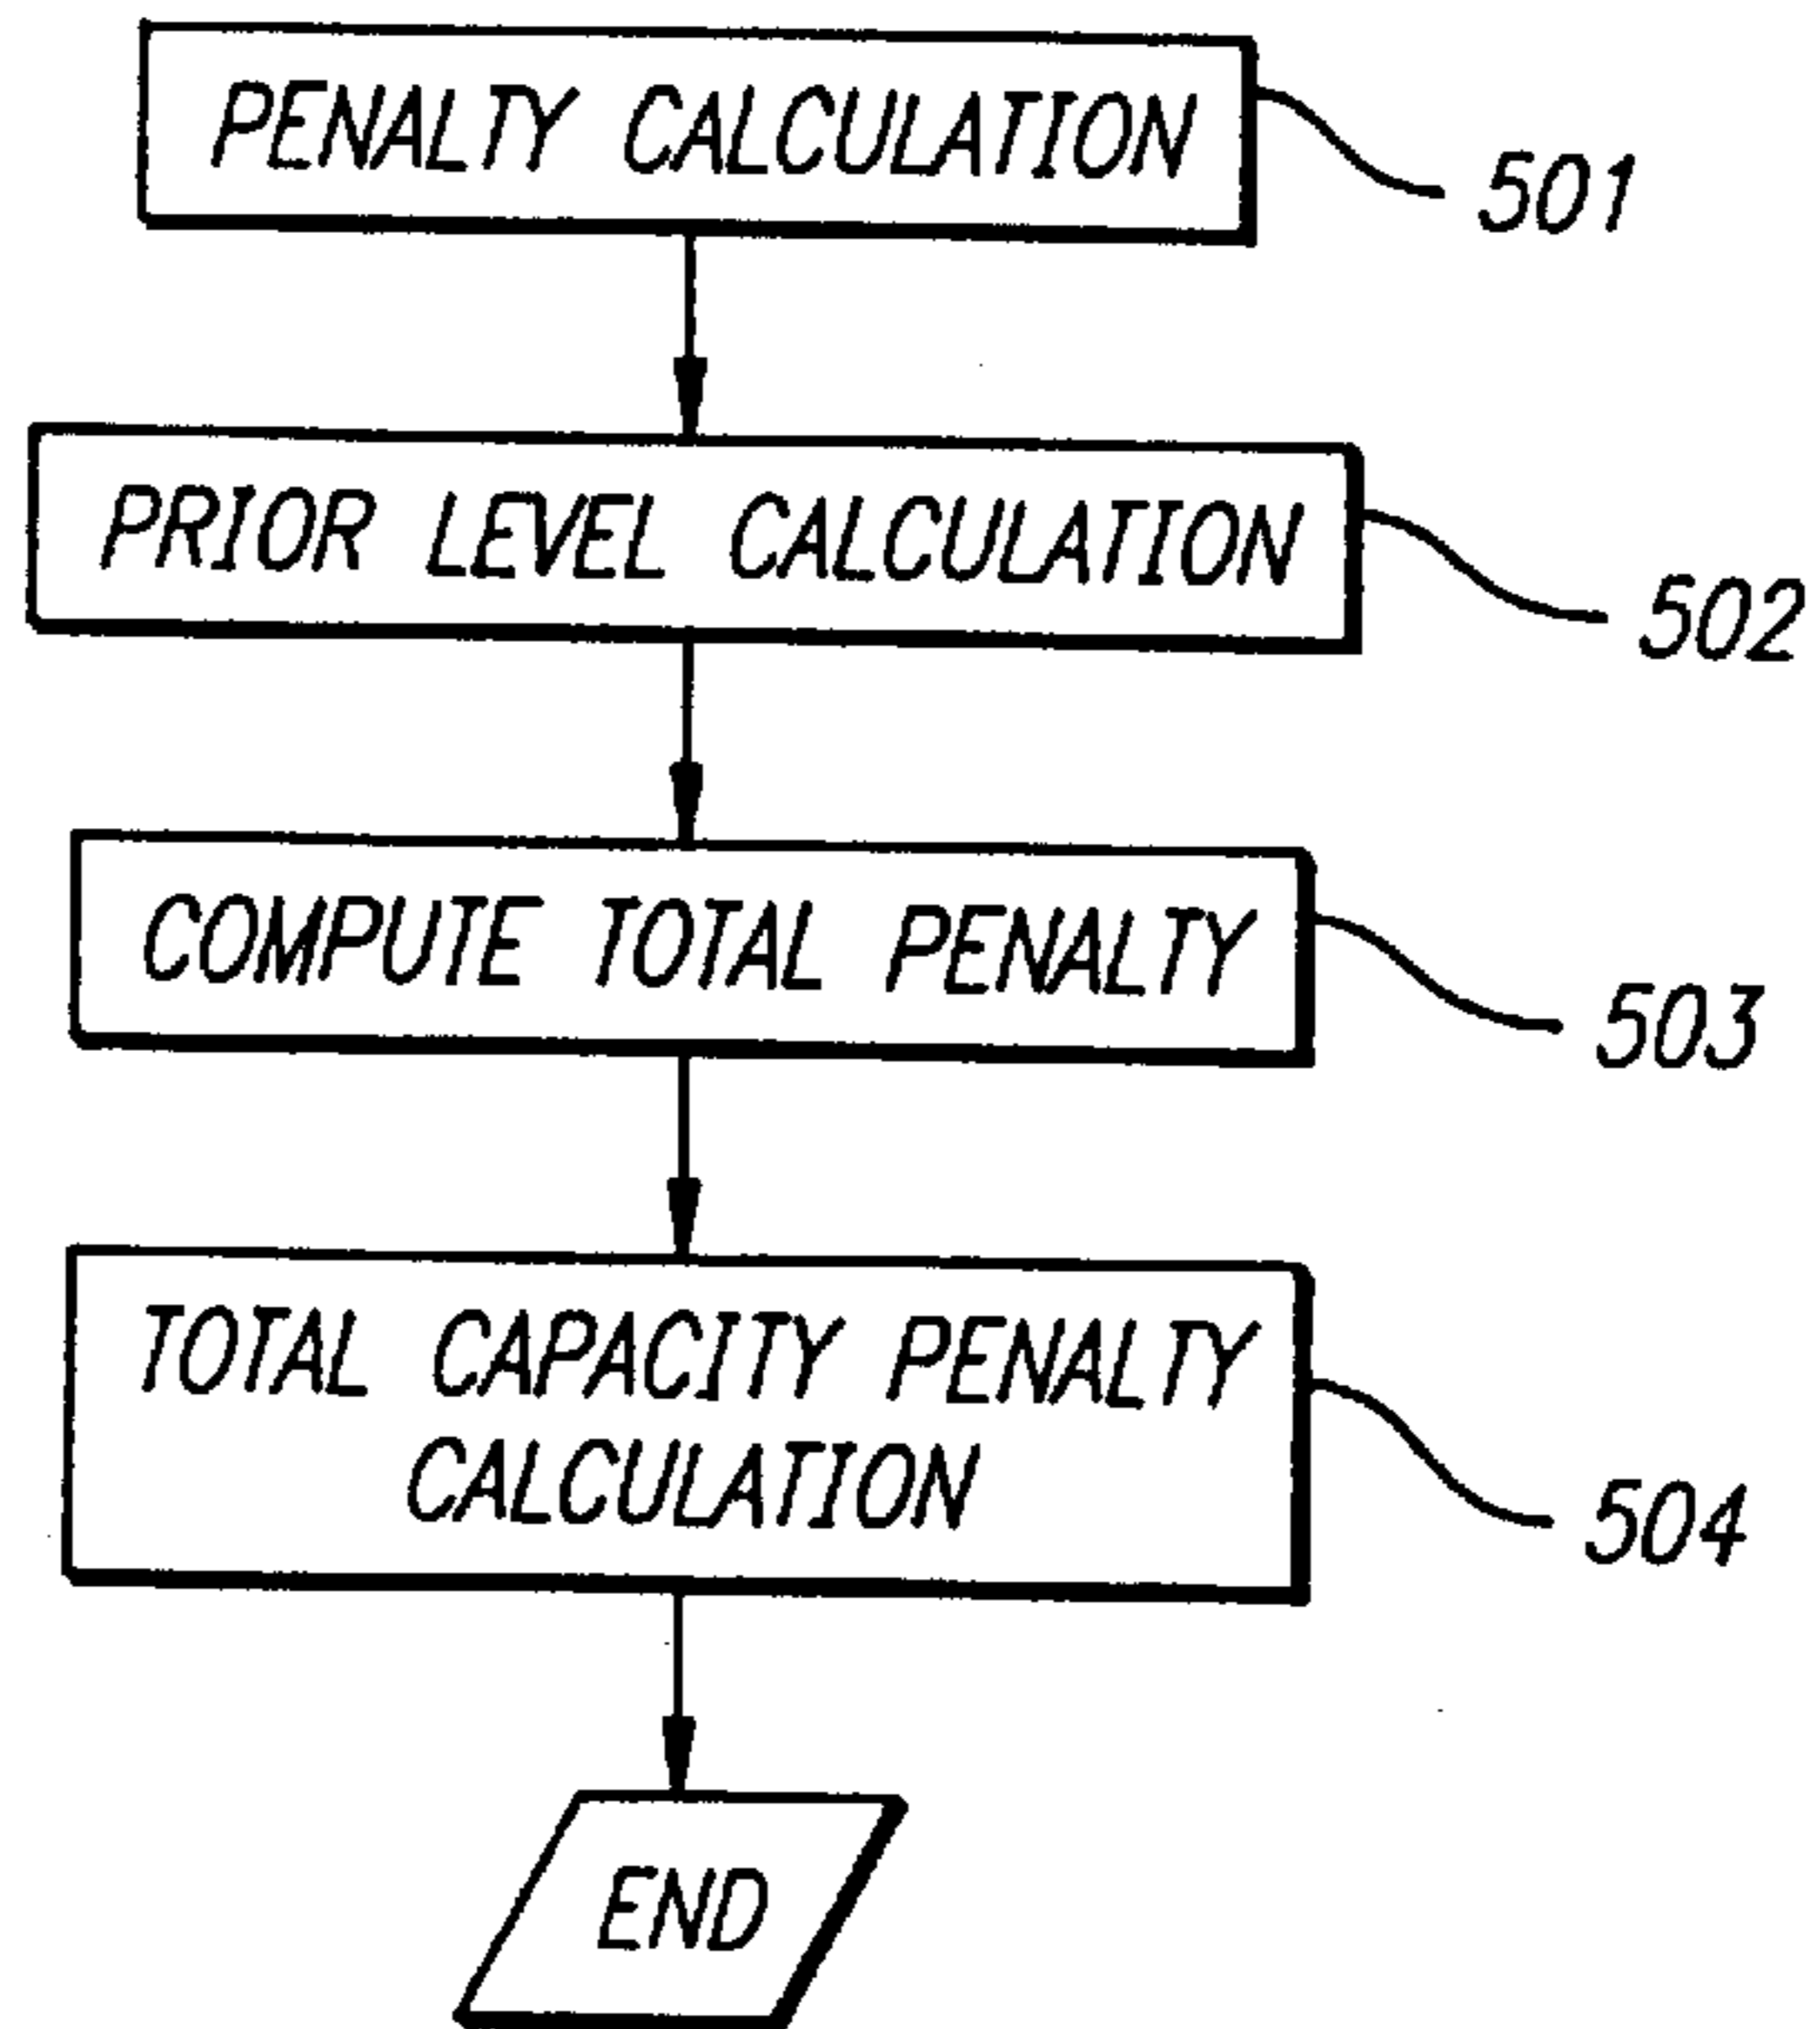 PENALTY CALCULATION
501
PRIOR LEVEL CALCULATION
502
COMPUTE TOTAL PENALTY
503
TOTAL CAPACITY PENALTY
CALCULATION
504
END